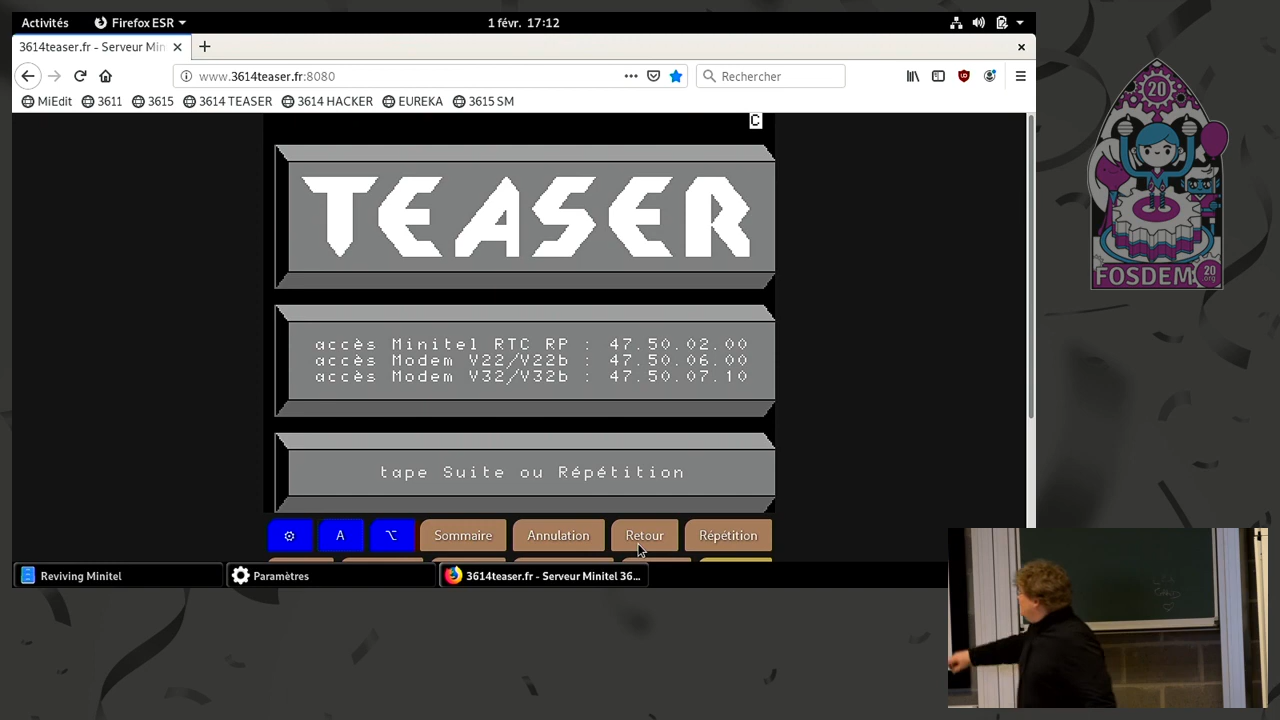 Activités
Firefox ESR
1 févr. 17:12
3614teaser.fr - Serveur Min
www.3614teaser.fr:8080
Rechercher
MiEdit
3611
3615
3614 TEASER
3614 HACKER
EUREKA
3615 SM
C
TEASER
accès Minitel RTC RP : 47.50.02.00
accès Modem V22/V22b : 47.50.06.00
accès Modem V32/V32b : 47.50.07.10
tape Suite ou Répétition
A
Sommaire
Annulation
Retour
Répétition
Reviving Minitel
Paramètres
3614teaser.fr - Serveur Minitel 36...
20
FOSDEM
20
.org